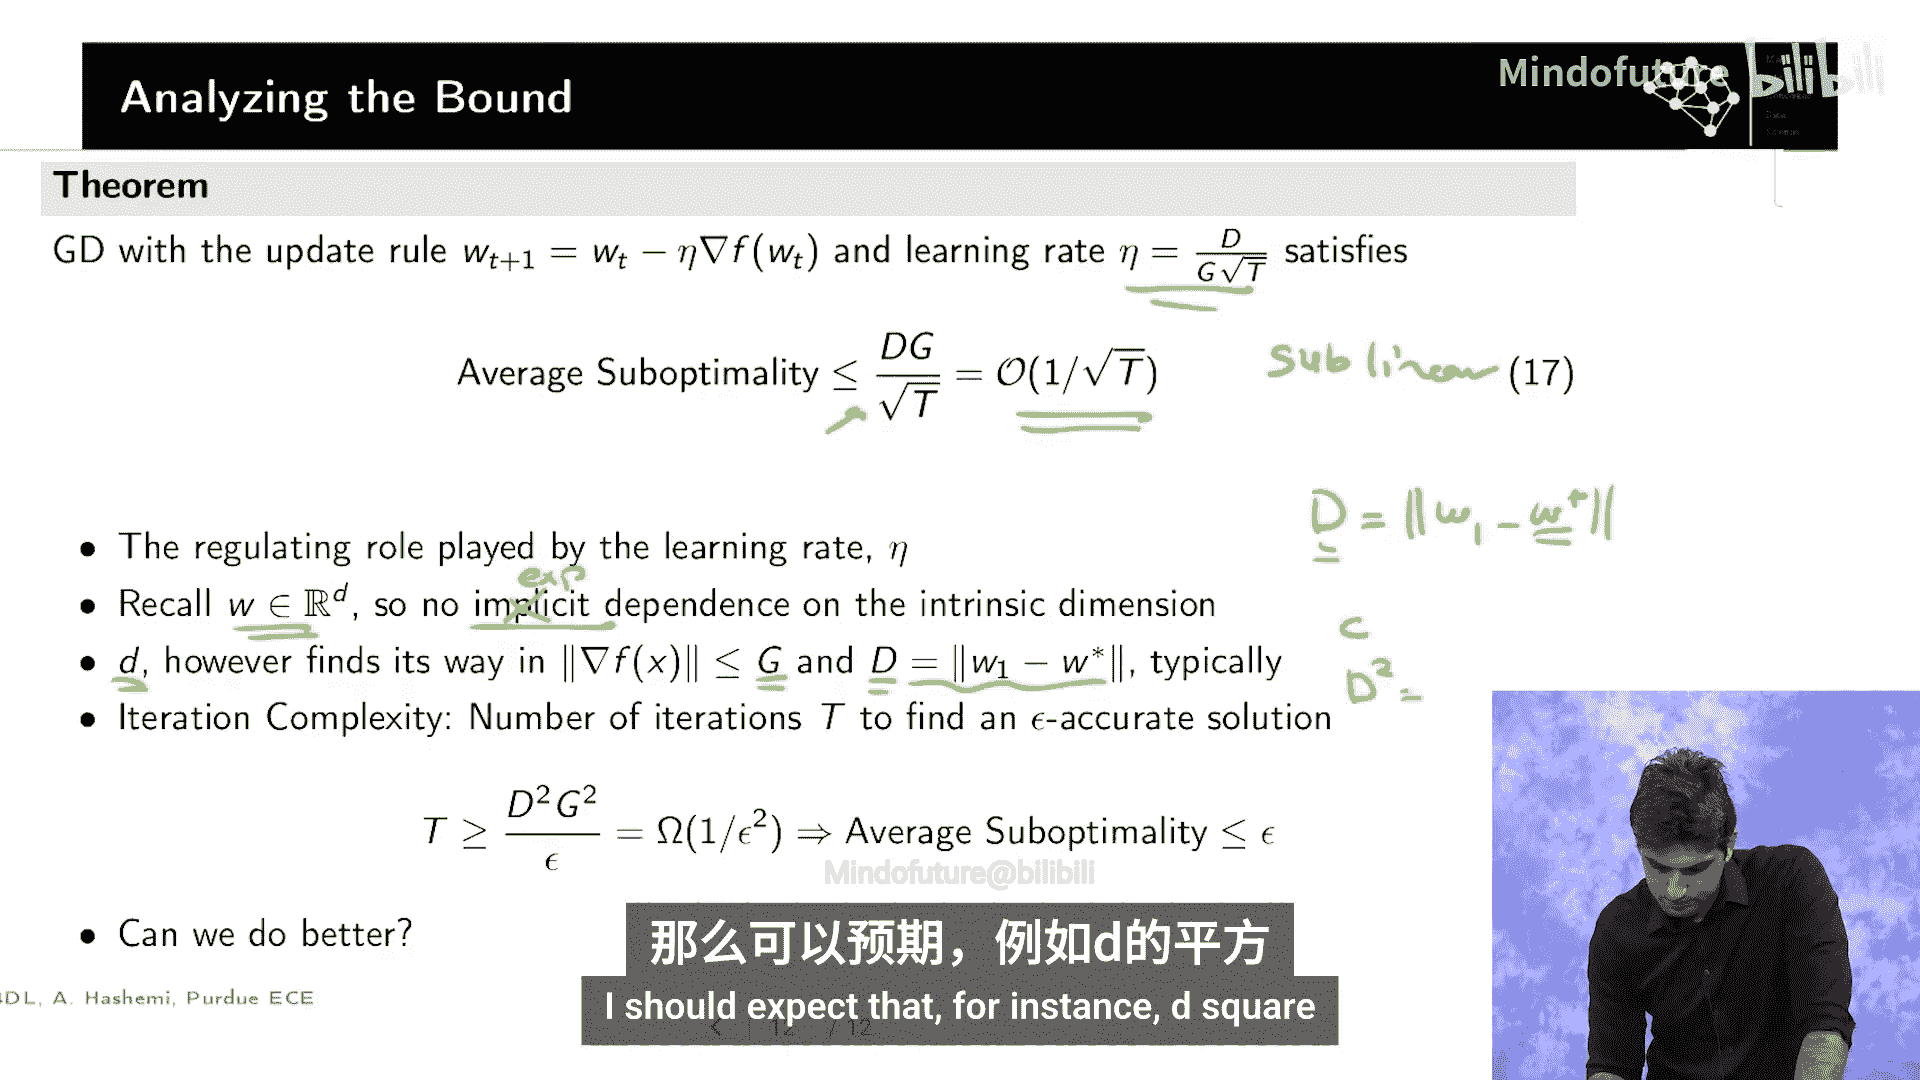 Mindofuture bilibili
Analyzing the Bound
Theorem
GD with the update rule w_{t+1} = w_t − η∇f(w_t) and learning rate η = D/(G√T) satisfies
Average Suboptimality ≤ DG/√T = O(1/√T) sublinear (17)
D = ‖w_1 − w*‖
• The regulating role played by the learning rate, η
exp
• Recall w ∈ ℝ^d, so no implicit dependence on the intrinsic dimension
C
• d, however finds its way in ‖∇f(x)‖ ≤ G and D = ‖w_1 − w*‖, typically
D² =
• Iteration Complexity: Number of iterations T to find an ϵ-accurate solution
T ≥ D²G²/ϵ = Ω(1/ϵ²) ⇒ Average Suboptimality ≤ ϵ
Mindofuture@bilibili
• Can we do better?
那么可以预期，例如d的平方
DL, A. Hashemi, Purdue ECE
I should expect that, for instance, d square
12 / 12